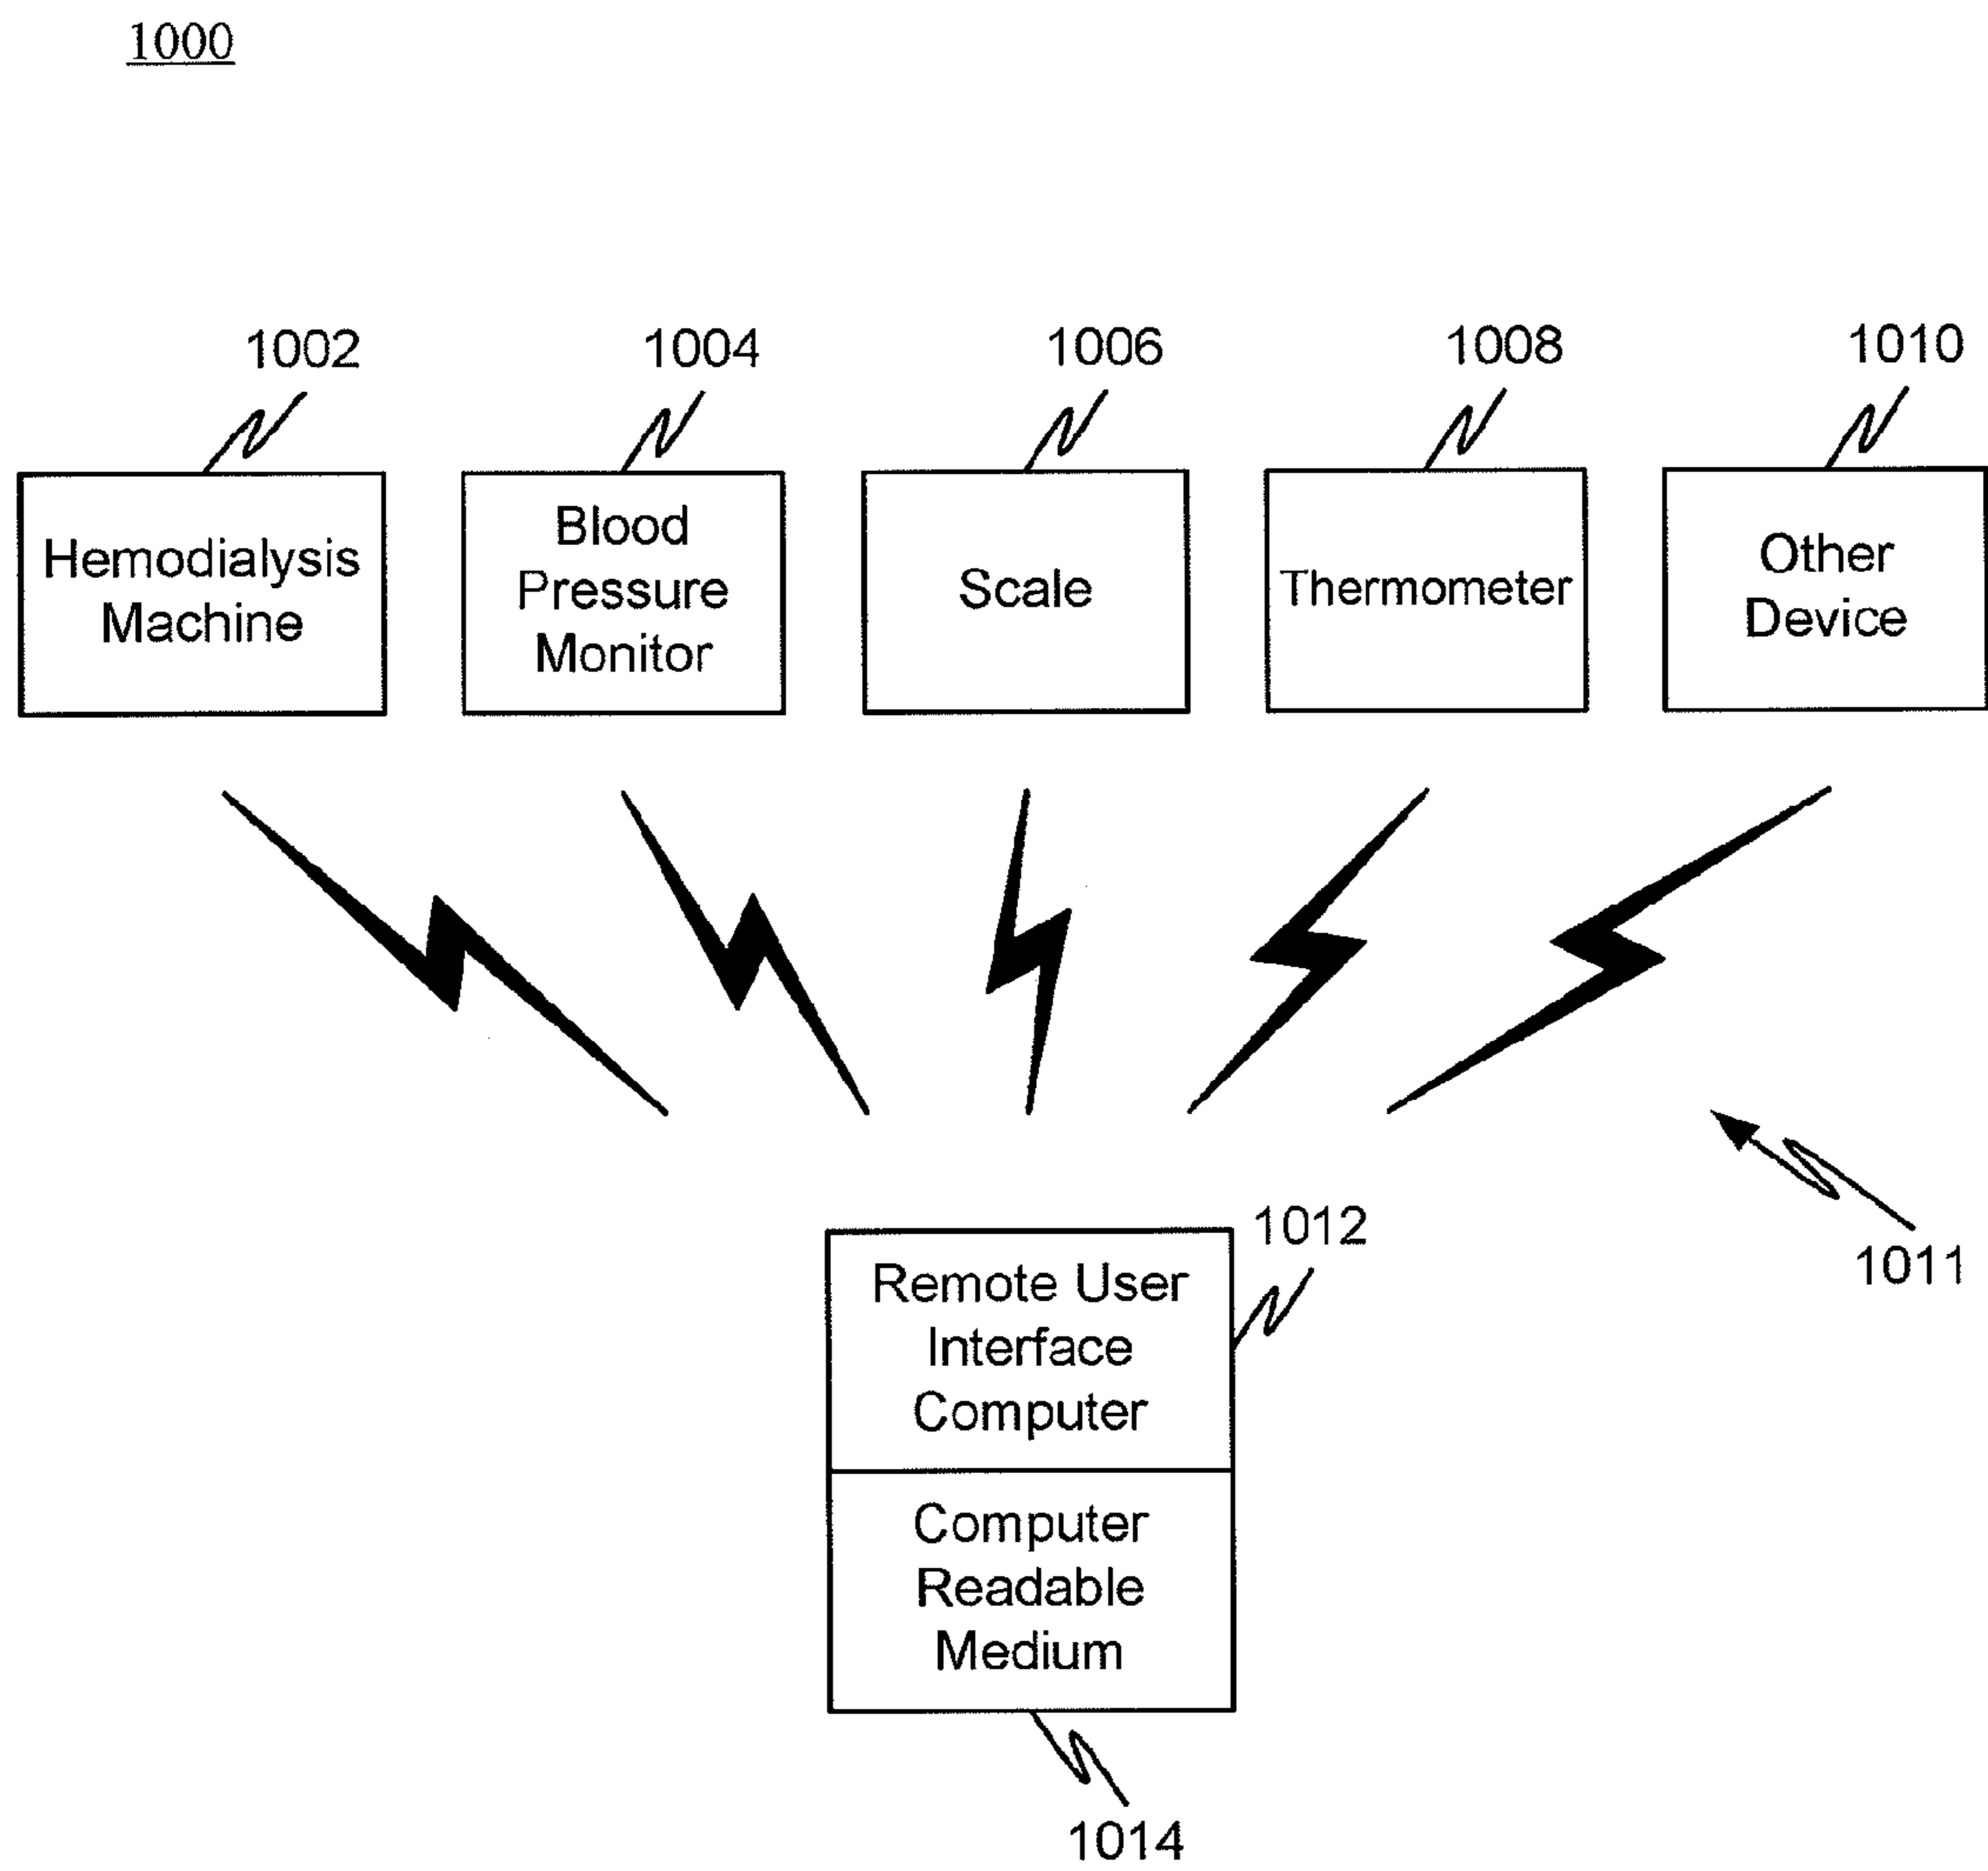 1000
1002
1004
1006
1008
1010
Hemodialysis
Machine
Blood
Pressure
Monitor
Scale
Thermometer
Other
Device
1012
1011
Remote User
Interface
Computer
Computer
Readable
Medium
1014